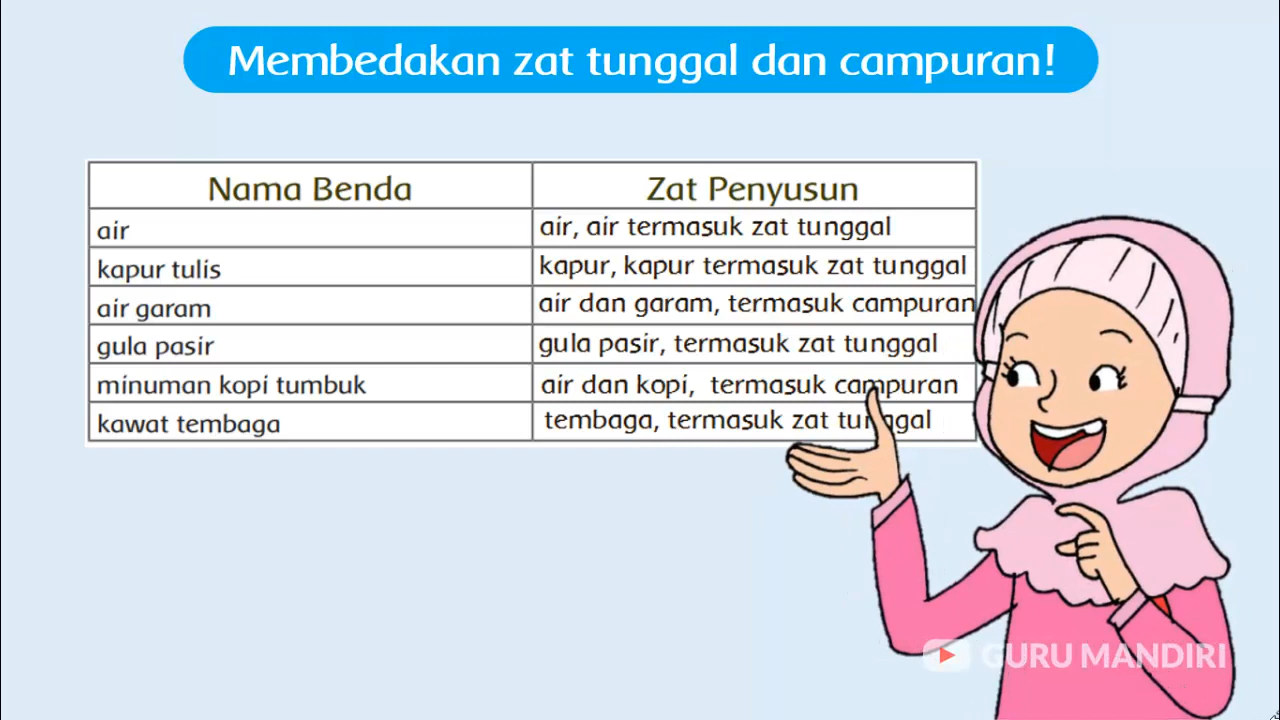 Membedakan zat tunggal dan campuran!
Nama Benda Zat Penyusun
air air, air termasuk zat tunggal
kapur tulis kapur, kapur termasuk zat tunggal
air garam air dan garam, termasuk campuran
gula pasir gula pasir, termasuk zat tunggal
minuman kopi tumbuk air dan kopi, termasuk campuran
kawat tembaga tembaga, termasuk zat tunggal
GURU MANDIRI